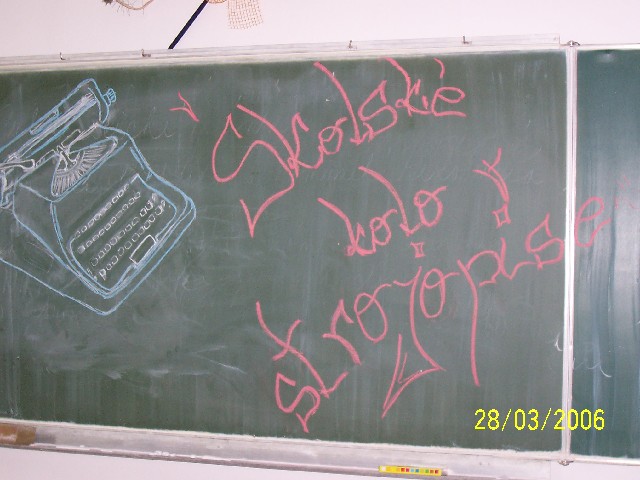 Školské
kolo v
strojopise
28/03/2006